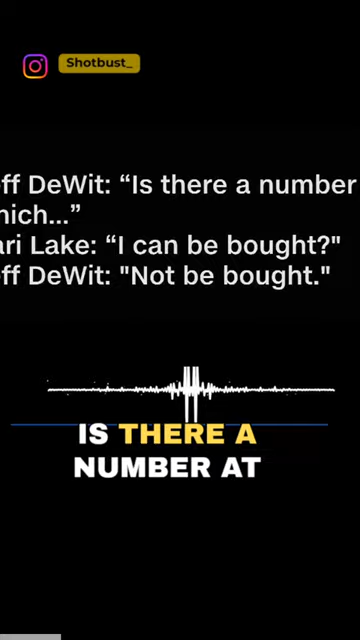 Shotbust_
ff DeWit: “Is there a number
hich...”
ari Lake: “I can be bought?"
ff DeWit: "Not be bought."
IS THERE A
NUMBER AT